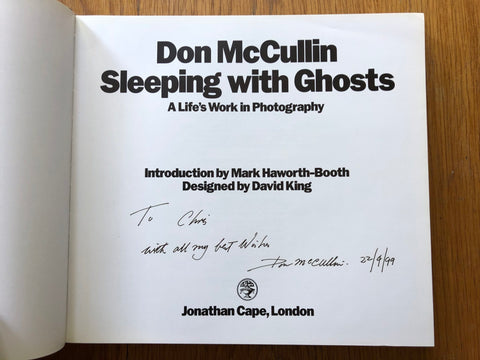 Don McCullin
Sleeping with Ghosts
A Life's Work in Photography
Introduction by Mark Haworth-Booth
Designed by David King
To Chris
with all my best Wishes
Don McCullin. 22/9/99
Jonathan Cape, London